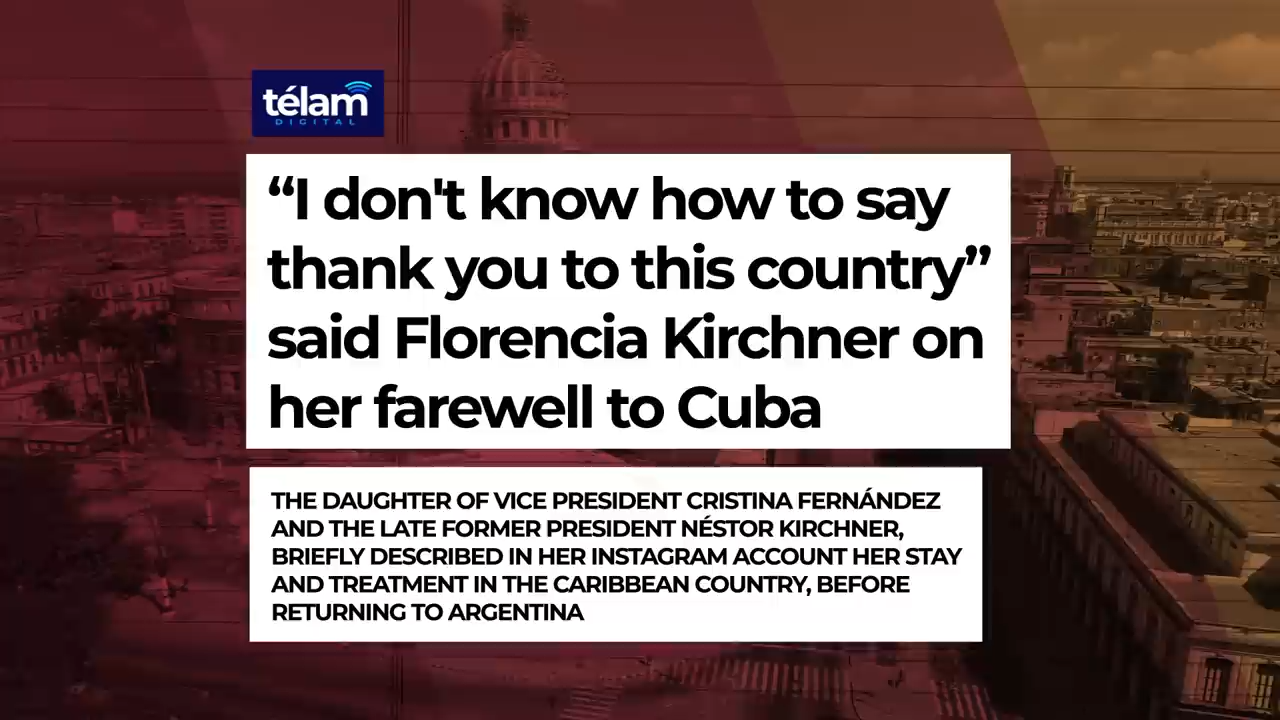 télam
DIGITAL
“I don't know how to say
thank you to this country”
said Florencia Kirchner on
her farewell to Cuba
THE DAUGHTER OF VICE PRESIDENT CRISTINA FERNÁNDEZ
AND THE LATE FORMER PRESIDENT NÉSTOR KIRCHNER,
BRIEFLY DESCRIBED IN HER INSTAGRAM ACCOUNT HER STAY
AND TREATMENT IN THE CARIBBEAN COUNTRY, BEFORE
RETURNING TO ARGENTINA